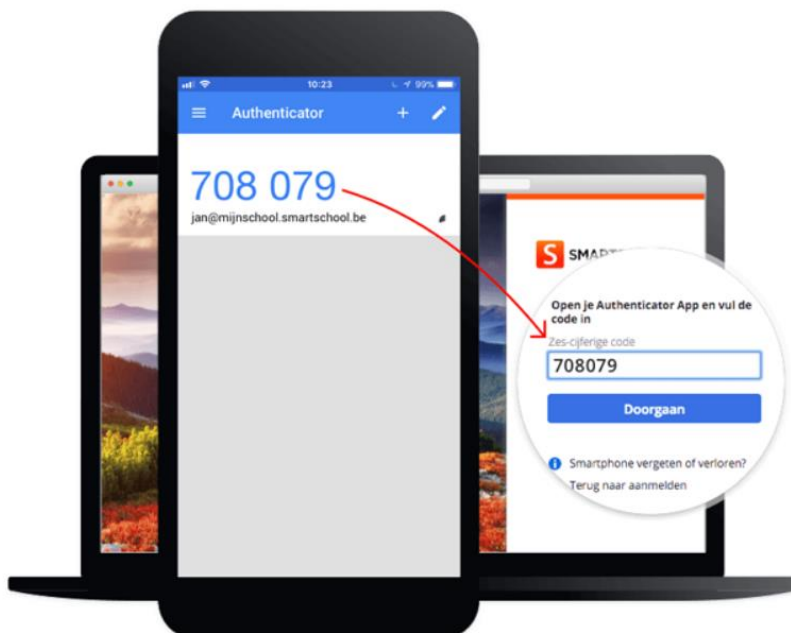 10:23
99%
Authenticator
708 079
jan@mijnschool.smartschool.be
S
Open je Authenticator App en vul de
code in
Zes-cijferige code
708079
Doorgaan
Smartphone vergeten of verloren?
Terug naar aanmelden